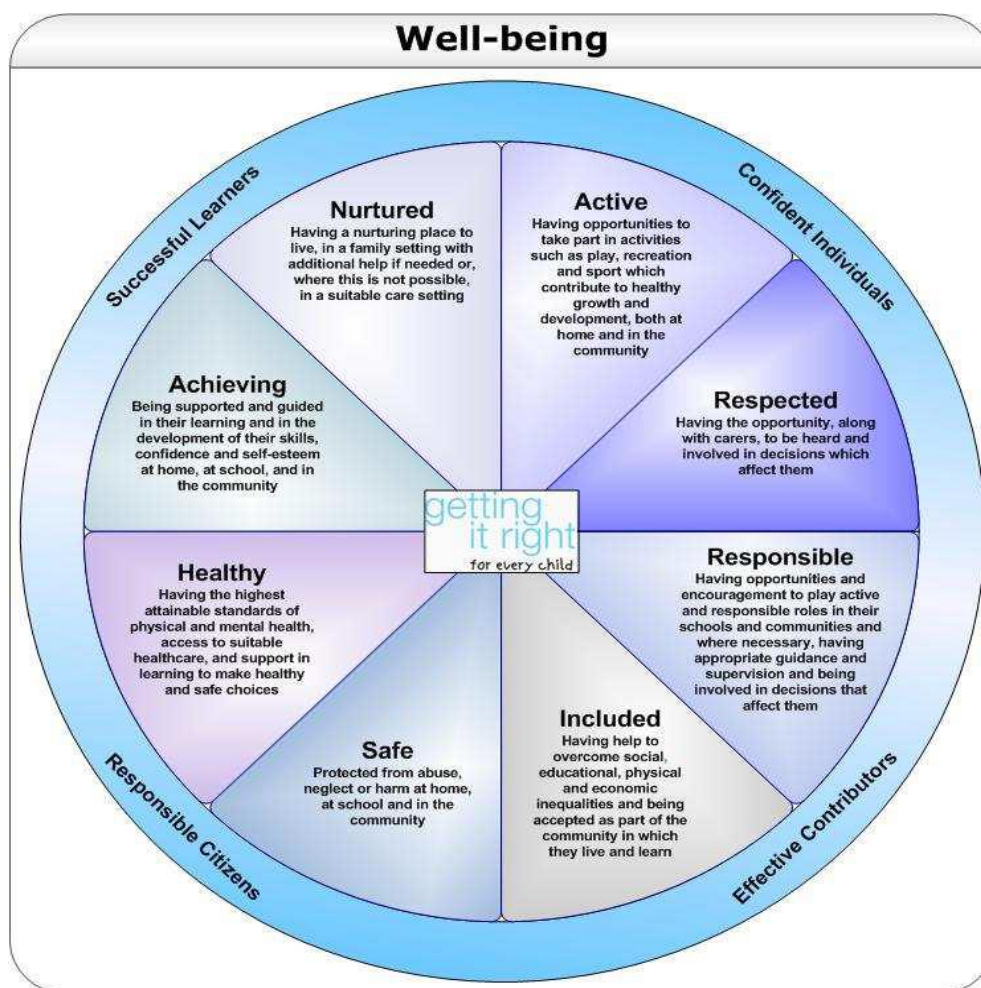 Well-being
Successful Learners
Confident Individuals
Nurtured
Having a nurturing place to
live, in a family setting with
additional help if needed or,
where this is not possible,
in a suitable care setting
Active
Having opportunities to
take part in activities
such as play, recreation
and sport which
contribute to healthy
growth and
development, both at
home and in the
community
Achieving
Being supported and guided
in their learning and in the
development of their skills,
confidence and self-esteem
at home, at school, and in
the community
Respected
Having the opportunity, along
with carers, to be heard and
involved in decisions which
affect them
getting
it right
for every child
Healthy
Having the highest
attainable standards of
physical and mental health,
access to suitable
healthcare, and support in
learning to make healthy
and safe choices
Responsible
Having opportunities and
encouragement to play active
and responsible roles in their
schools and communities and
where necessary, having
appropriate guidance and
supervision and being
involved in decisions that
affect them
Safe
Protected from abuse,
neglect or harm at home,
at school and in the
community
Included
Having help to
overcome social,
educational, physical
and economic
inequalities and being
accepted as part of the
community in which
they live and learn
Responsible Citizens
Effective Contributors